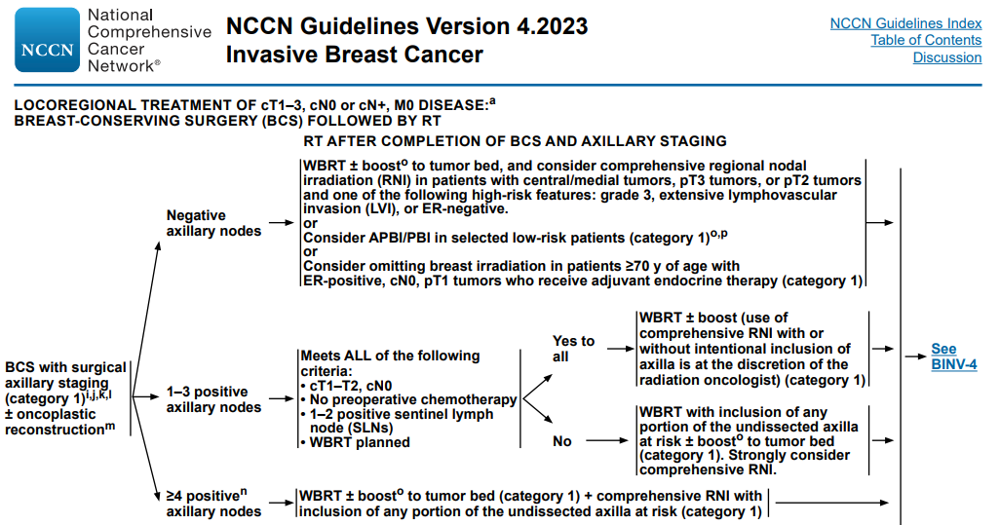 NCCN
National
Comprehensive
Cancer
Network®
NCCN Guidelines Version 4.2023
Invasive Breast Cancer
NCCN Guidelines Index
Table of Contents
Discussion
LOCOREGIONAL TREATMENT OF cT1–3, cN0 or cN+, M0 DISEASE:a
BREAST-CONSERVING SURGERY (BCS) FOLLOWED BY RT
RT AFTER COMPLETION OF BCS AND AXILLARY STAGING
BCS with surgical
axillary staging
(category 1)i,j,k,l
± oncoplastic
reconstructionm
Negative
axillary nodes
WBRT ± boosto to tumor bed, and consider comprehensive regional nodal
irradiation (RNI) in patients with central/medial tumors, pT3 tumors, or pT2 tumors
and one of the following high-risk features: grade 3, extensive lymphovascular
invasion (LVI), or ER-negative.
or
Consider APBI/PBI in selected low-risk patients (category 1)o,p
or
Consider omitting breast irradiation in patients ≥70 y of age with
ER-positive, cN0, pT1 tumors who receive adjuvant endocrine therapy (category 1)
1–3 positive
axillary nodes
Meets ALL of the following
criteria:
• cT1–T2, cN0
• No preoperative chemotherapy
• 1–2 positive sentinel lymph
node (SLNs)
• WBRT planned
Yes to
all
WBRT ± boost (use of
comprehensive RNI with or
without intentional inclusion of
axilla is at the discretion of the
radiation oncologist) (category 1)
No
WBRT with inclusion of any
portion of the undissected axilla
at risk ± boosto to tumor bed
(category 1). Strongly consider
comprehensive RNI.
≥4 positiven
axillary nodes
WBRT ± boosto to tumor bed (category 1) + comprehensive RNI with
inclusion of any portion of the undissected axilla at risk (category 1)
See
BINV-4